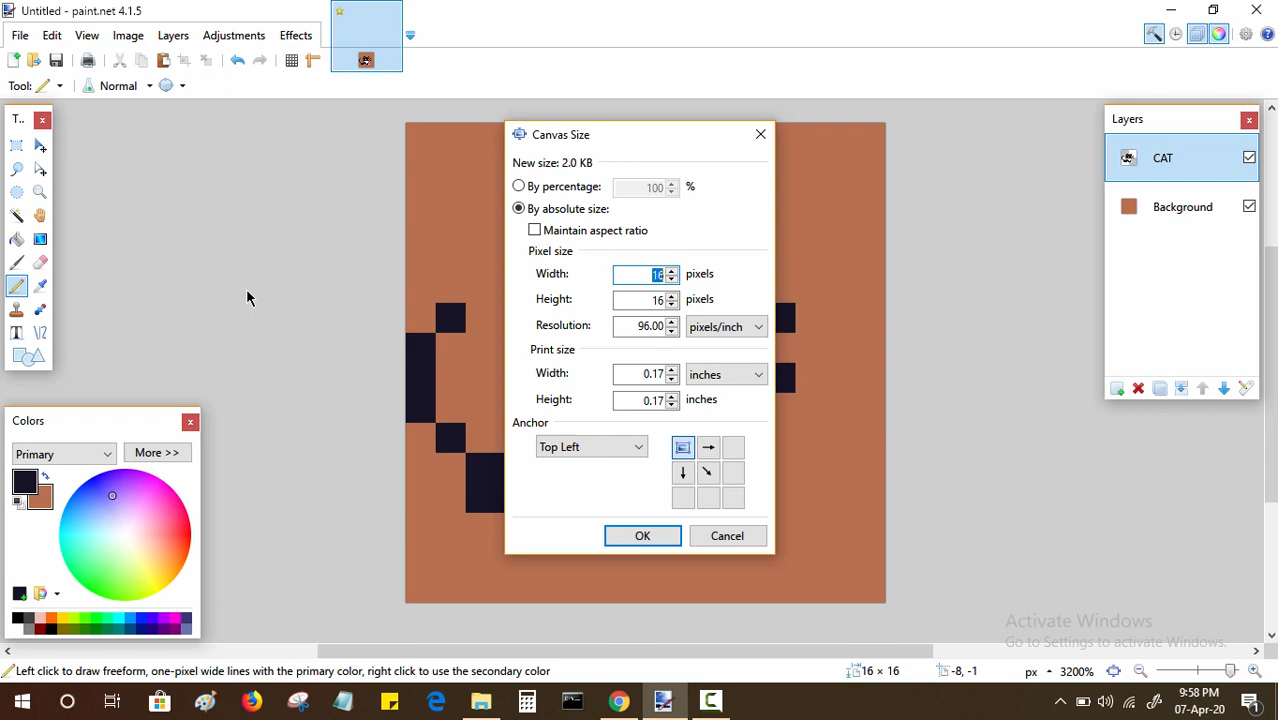 Untitled - paint.net 4.1.5
File Edit View Image Layers Adjustments Effects
Tool: Normal
T..
Canvas Size
New size: 2.0 KB
By percentage: 100 %
By absolute size:
Maintain aspect ratio
Pixel size
Width: 16 pixels
Height: 16 pixels
Resolution: 96.00 pixels/inch
Print size
Width: 0.17 inches
Height: 0.17 inches
Anchor
Top Left
OK Cancel
Layers
CAT
Background
Colors
Primary More >>
Activate Windows
Go to Settings to activate Windows.
Left click to draw freeform, one-pixel wide lines with the primary color, right click to use the secondary color 16 × 16 -8, -1 px 3200%
9:58 PM
07-Apr-20